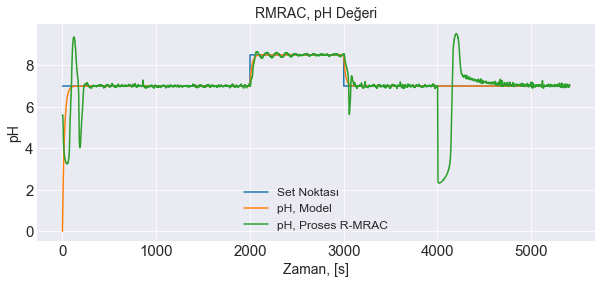 RMRAC, pH Değeri
pH
8
6
4
2
0
Set Noktası
pH, Model
pH, Proses R-MRAC
0 1000 2000 3000 4000 5000
Zaman, [s]